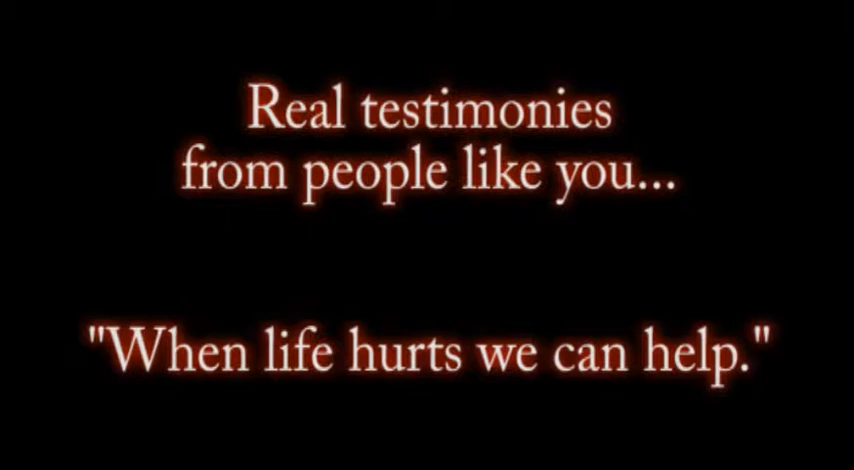 Real testimonies
from people like you...
"When life hurts we can help."